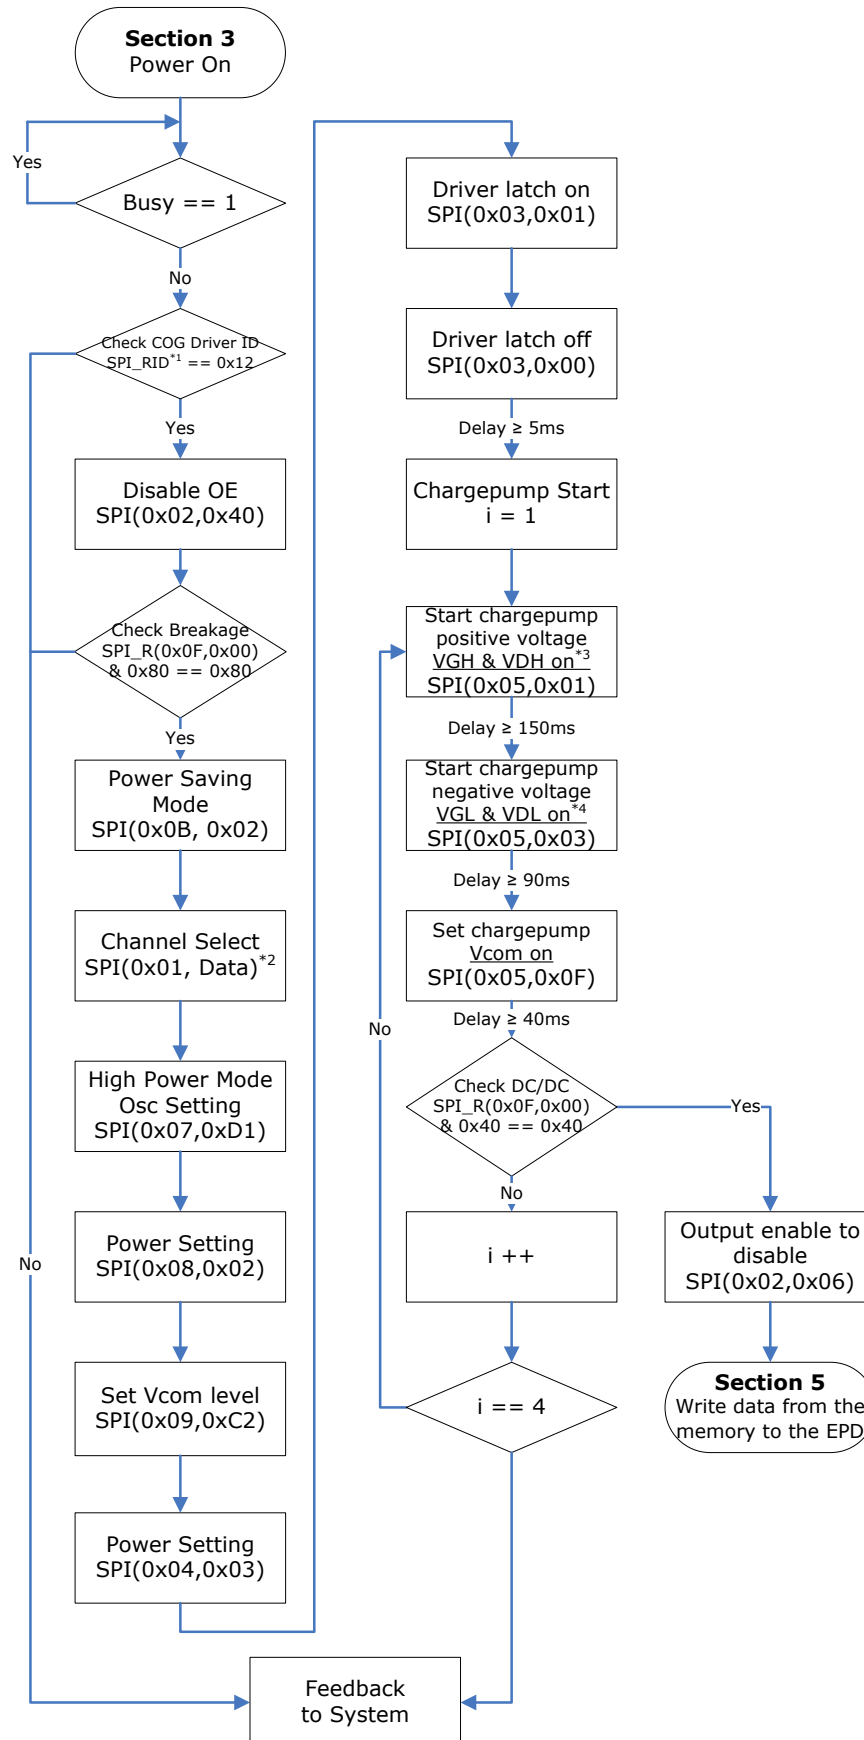 Section 3
Power On
Yes
Busy == 1
No
Check COG Driver ID
SPI_RID*1 == 0x12
Yes
Disable OE
SPI(0x02,0x40)
Check Breakage
SPI_R(0x0F,0x00)
& 0x80 == 0x80
Yes
Power Saving
Mode
SPI(0x0B, 0x02)
Channel Select
SPI(0x01, Data)*2
High Power Mode
Osc Setting
SPI(0x07,0xD1)
Power Setting
SPI(0x08,0x02)
No
Set Vcom level
SPI(0x09,0xC2)
Power Setting
SPI(0x04,0x03)
Driver latch on
SPI(0x03,0x01)
Driver latch off
SPI(0x03,0x00)
Delay ≥ 5ms
Chargepump Start
i = 1
Start chargepump
positive voltage
VGH & VDH on*3
SPI(0x05,0x01)
Delay ≥ 150ms
Start chargepump
negative voltage
VGL & VDL on*4
SPI(0x05,0x03)
Delay ≥ 90ms
Set chargepump
Vcom on
SPI(0x05,0x0F)
Delay ≥ 40ms
No
Check DC/DC
SPI_R(0x0F,0x00)
& 0x40 == 0x40
Yes
No
i ++
Output enable to
disable
SPI(0x02,0x06)
i == 4
Section 5
Write data from the
memory to the EPD
Feedback
to System